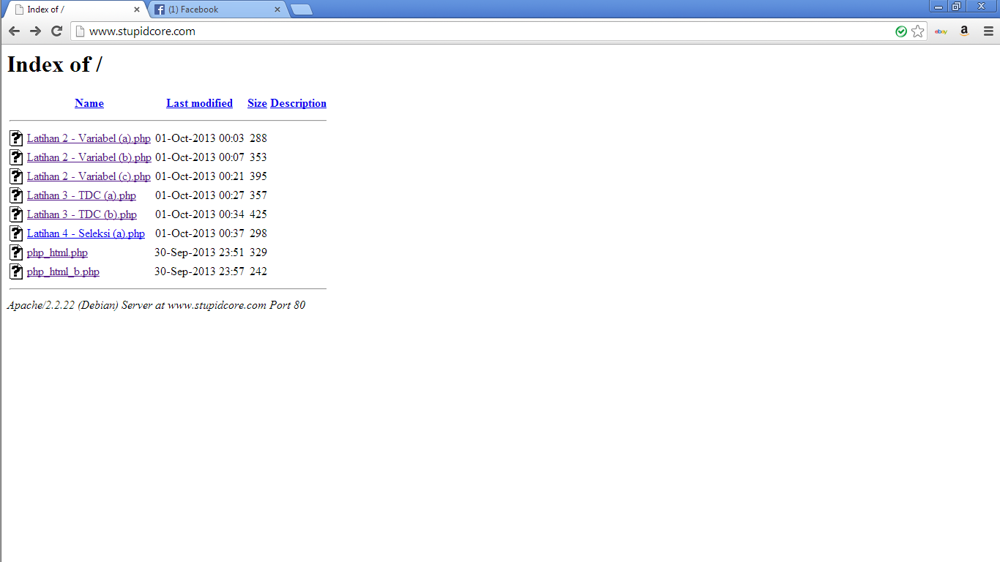 Index of /
(1) Facebook
www.stupidcore.com
ebay
a
Index of /
Name Last modified Size Description
Latihan 2 - Variabel (a).php 01-Oct-2013 00:03 288
Latihan 2 - Variabel (b).php 01-Oct-2013 00:07 353
Latihan 2 - Variabel (c).php 01-Oct-2013 00:21 395
Latihan 3 - TDC (a).php 01-Oct-2013 00:27 357
Latihan 3 - TDC (b).php 01-Oct-2013 00:34 425
Latihan 4 - Seleksi (a).php 01-Oct-2013 00:37 298
php_html.php 30-Sep-2013 23:51 329
php_html_b.php 30-Sep-2013 23:57 242
Apache/2.2.22 (Debian) Server at www.stupidcore.com Port 80